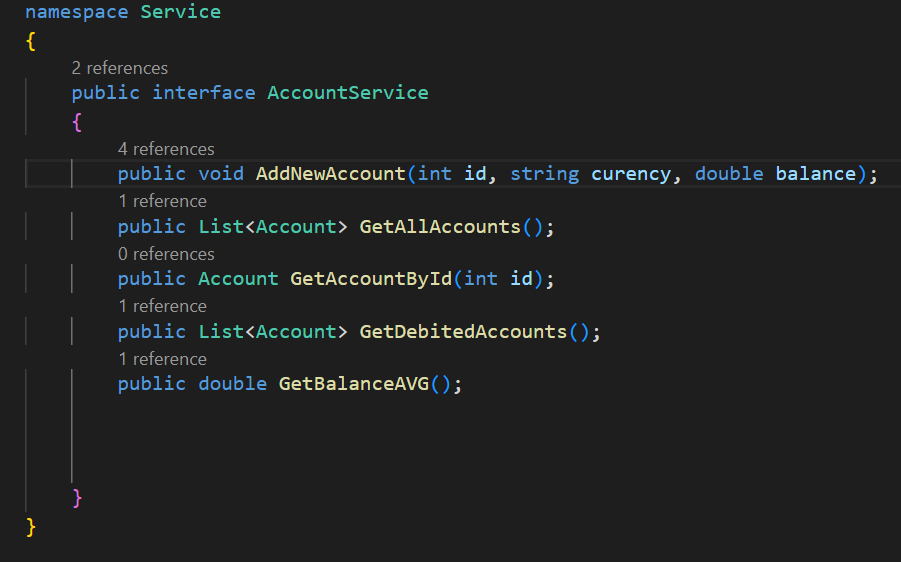 namespace Service
{
2 references
public interface AccountService
{
4 references
public void AddNewAccount(int id, string curency, double balance);
1 reference
public List<Account> GetAllAccounts();
0 references
public Account GetAccountById(int id);
1 reference
public List<Account> GetDebitedAccounts();
1 reference
public double GetBalanceAVG();
}
}